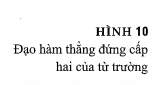 HÌNH 10
Đạo hàm thẳng đứng cấp
hai của từ trường